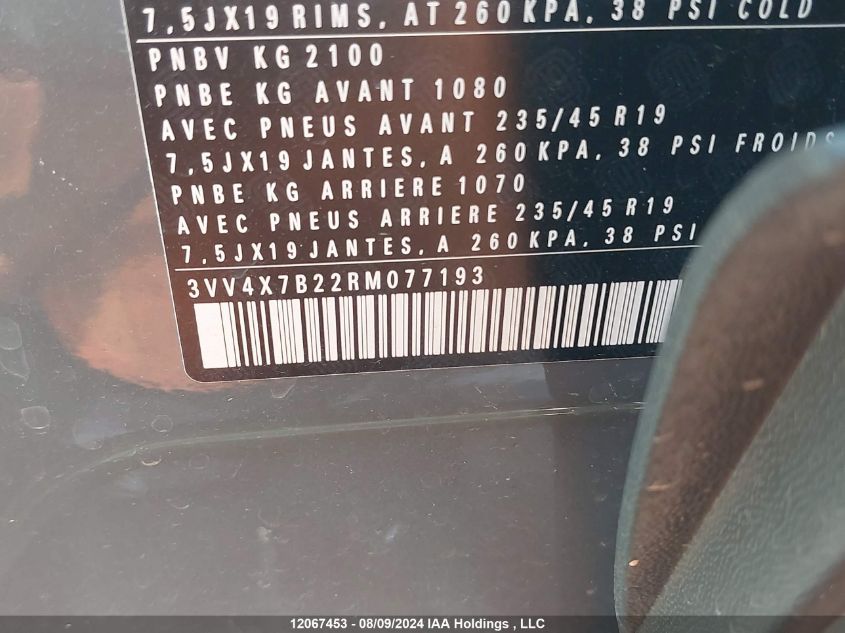 7,5JX19 RIMS, AT 260 KPA, 38 PSI COLD
PNBV KG 2100
PNBE KG AVANT 1080
AVEC PNEUS AVANT 235/45 R19
7,5JX19 JANTES, A 260 KPA, 38 PSI FROIDS
PNBE KG ARRIERE 1070
AVEC PNEUS ARRIERE 235/45 R19
7,5JX19 JANTES, A 260 KPA, 38 PSI
3VV4X7B22RM077193
12067453 - 08/09/2024 IAA Holdings , LLC